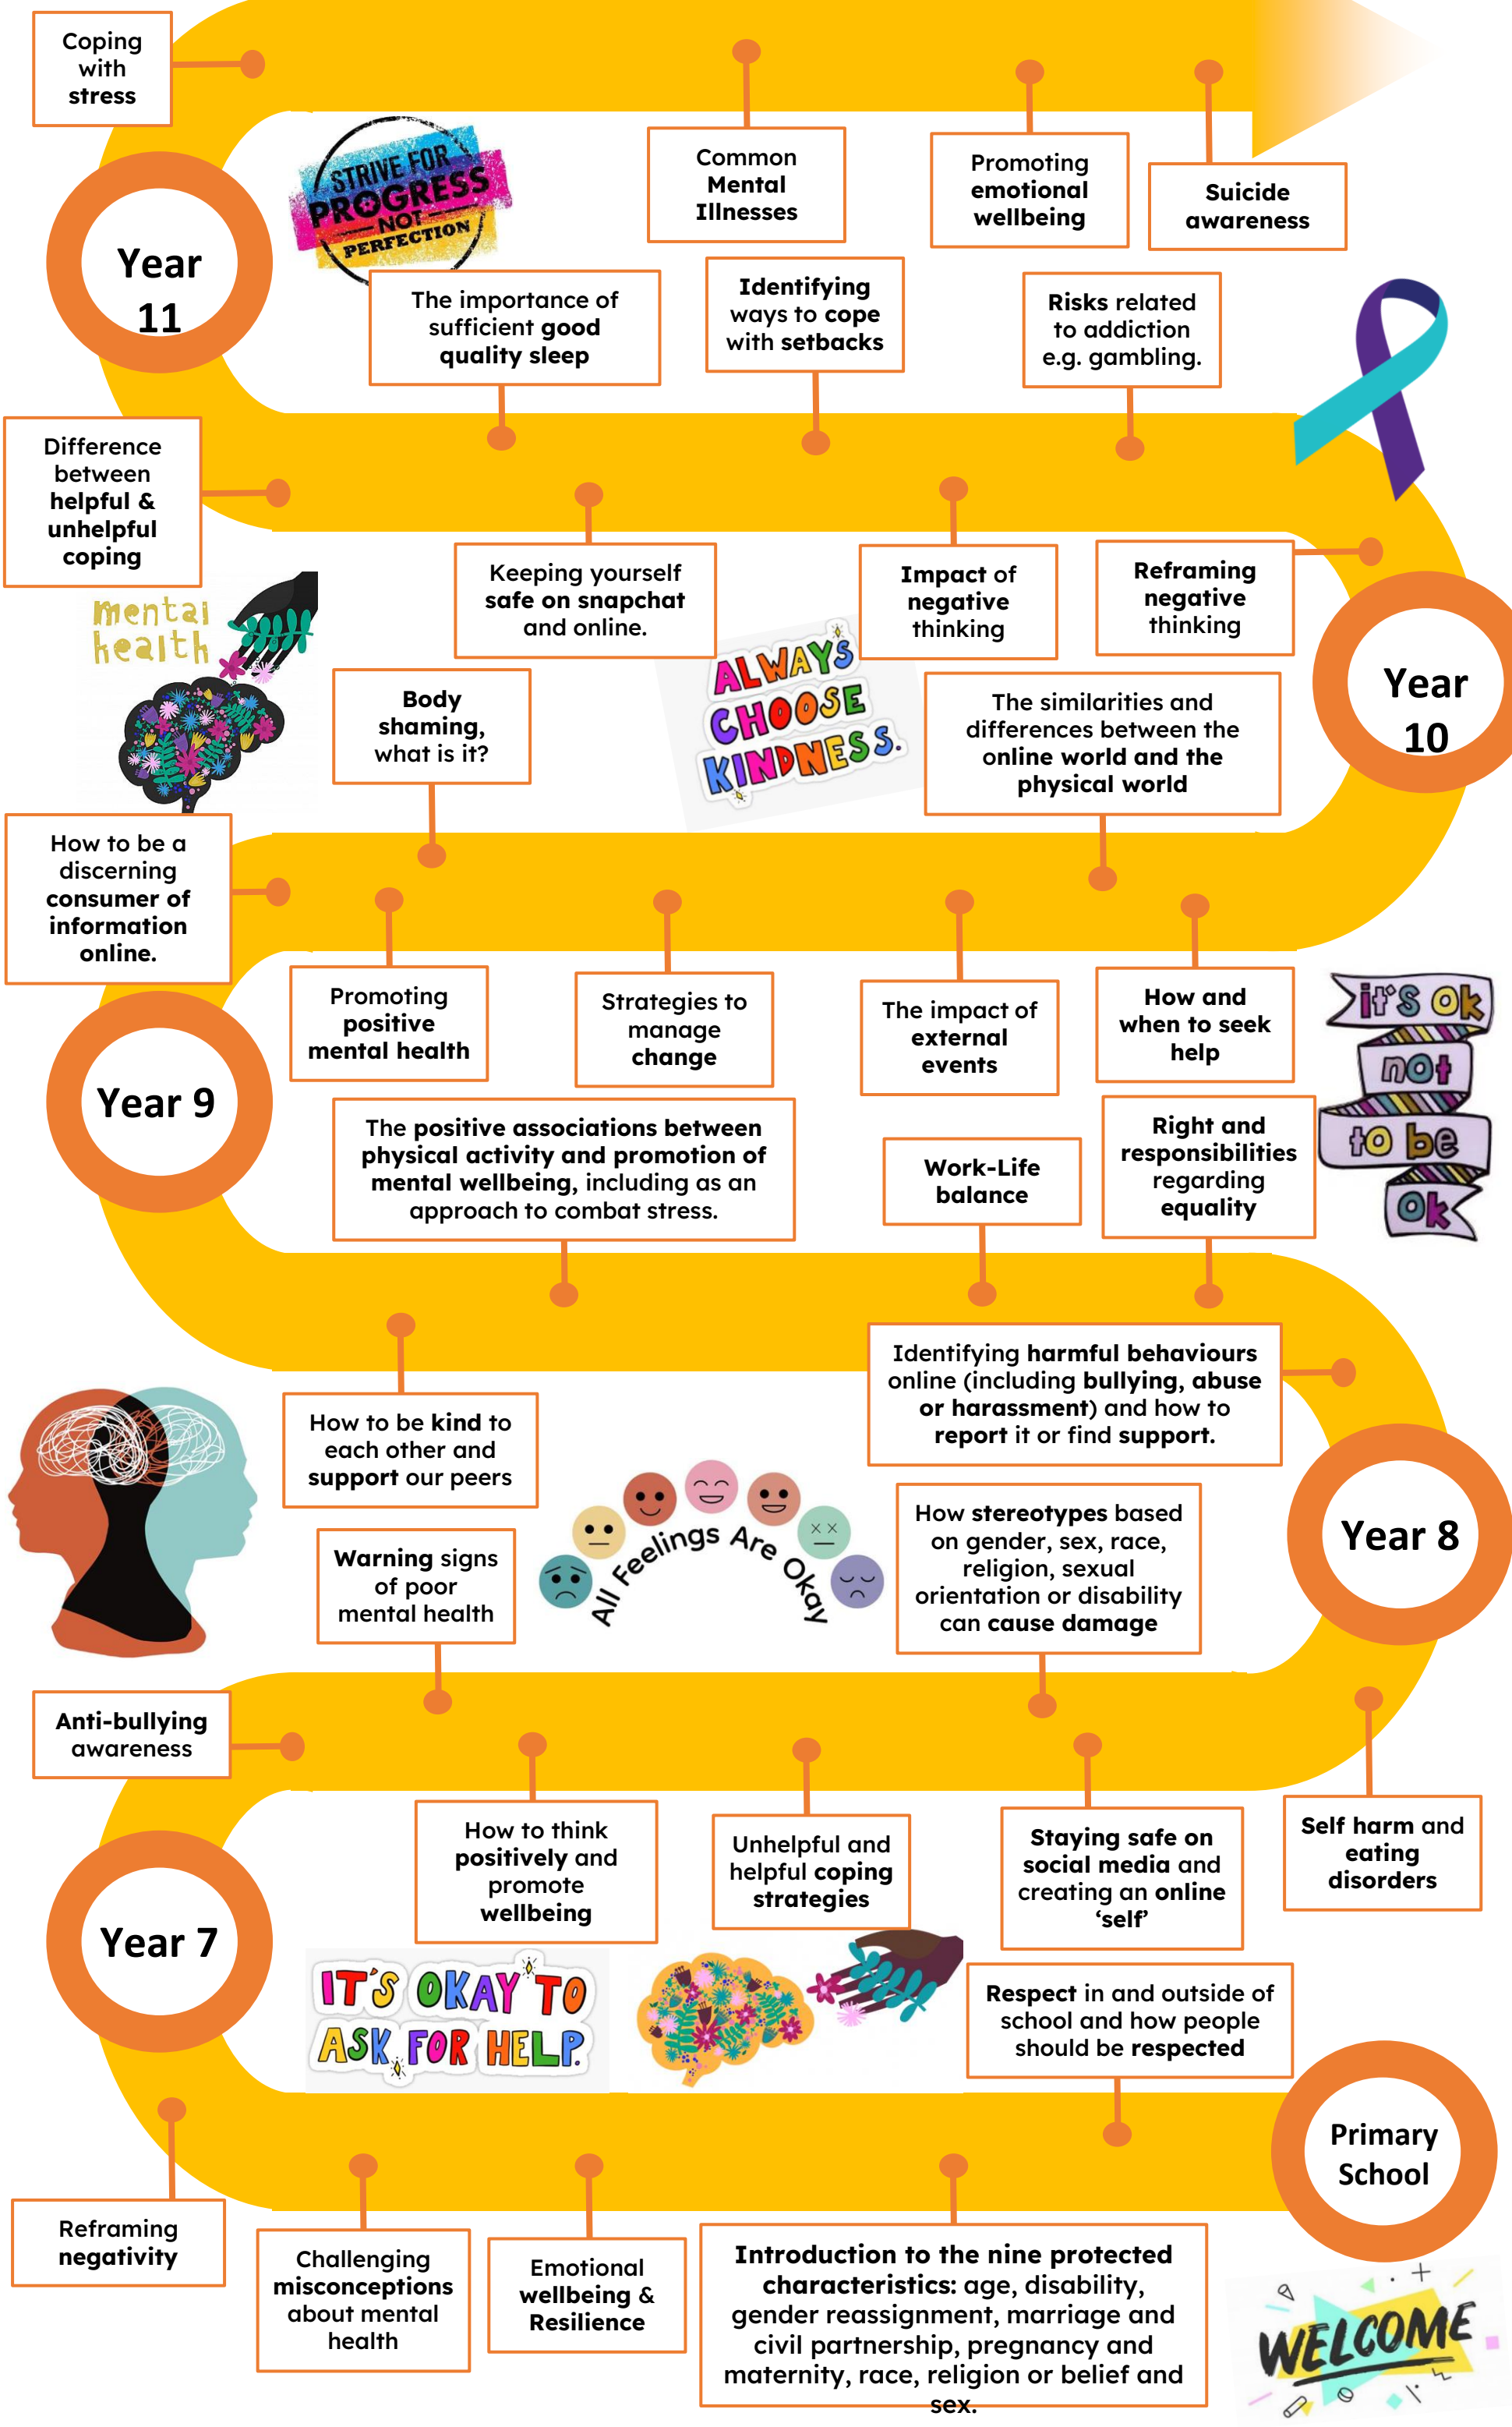 Coping
with
stress
Common
Mental
Illnesses
Promoting
emotional
wellbeing
Suicide
awareness
STRIVE FOR
PROGRESS
NOT
PERFECTION
Year
11
The importance of
sufficient good
quality sleep
Identifying
ways to cope
with setbacks
Risks related
to addiction
e.g. gambling.
Difference
between
helpful &
unhelpful
coping
Keeping yourself
safe on snapchat
and online.
Impact of
negative
thinking
Reframing
negative
thinking
mental
health
Year
10
Body
shaming,
what is it?
ALWAYS
CHOOSE
KINDNESS.
The similarities and
differences between the
online world and the
physical world
How to be a
discerning
consumer of
information
online.
Promoting
positive
mental health
Strategies to
manage
change
The impact of
external
events
How and
when to seek
help
it's ok
not
to be
ok
Year 9
The positive associations between
physical activity and promotion of
mental wellbeing, including as an
approach to combat stress.
Work-Life
balance
Right and
responsibilities
regarding
equality
Identifying harmful behaviours
online (including bullying, abuse
or harassment) and how to
report it or find support.
How to be kind to
each other and
support our peers
All Feelings Are Okay
How stereotypes based
on gender, sex, race,
religion, sexual
orientation or disability
can cause damage
Year 8
Warning signs
of poor
mental health
Anti-bullying
awareness
How to think
positively and
promote
wellbeing
Unhelpful and
helpful coping
strategies
Staying safe on
social media and
creating an online
‘self’
Self harm and
eating
disorders
Year 7
IT'S OKAY TO
ASK FOR HELP.
Respect in and outside of
school and how people
should be respected
Primary
School
Reframing
negativity
Challenging
misconceptions
about mental
health
Emotional
wellbeing &
Resilience
Introduction to the nine protected
characteristics: age, disability,
gender reassignment, marriage and
civil partnership, pregnancy and
maternity, race, religion or belief and
sex.
WELCOME